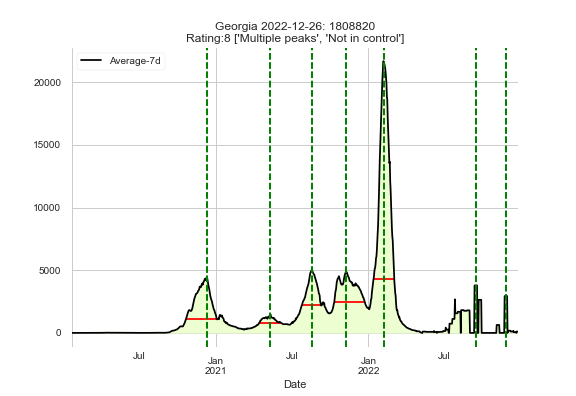 Georgia 2022-12-26: 1808820
Rating:8 ['Multiple peaks', 'Not in control']
Average-7d
20000
15000
10000
5000
0
Jul
Jan
2021
Jul
Jan
2022
Jul
Date